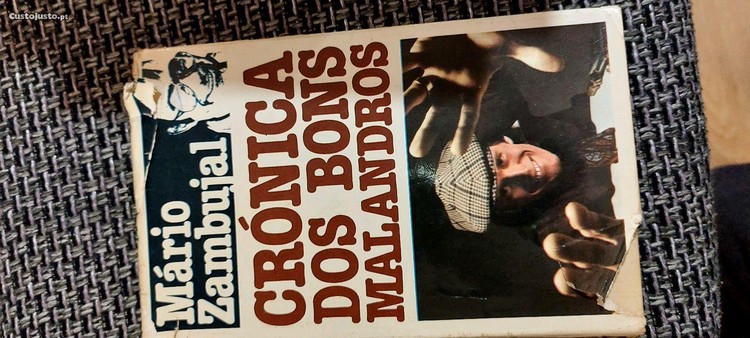 CustoJusto.pt
Mário
Zambujal
CRÓNICA
DOS BONS
MALANDROS